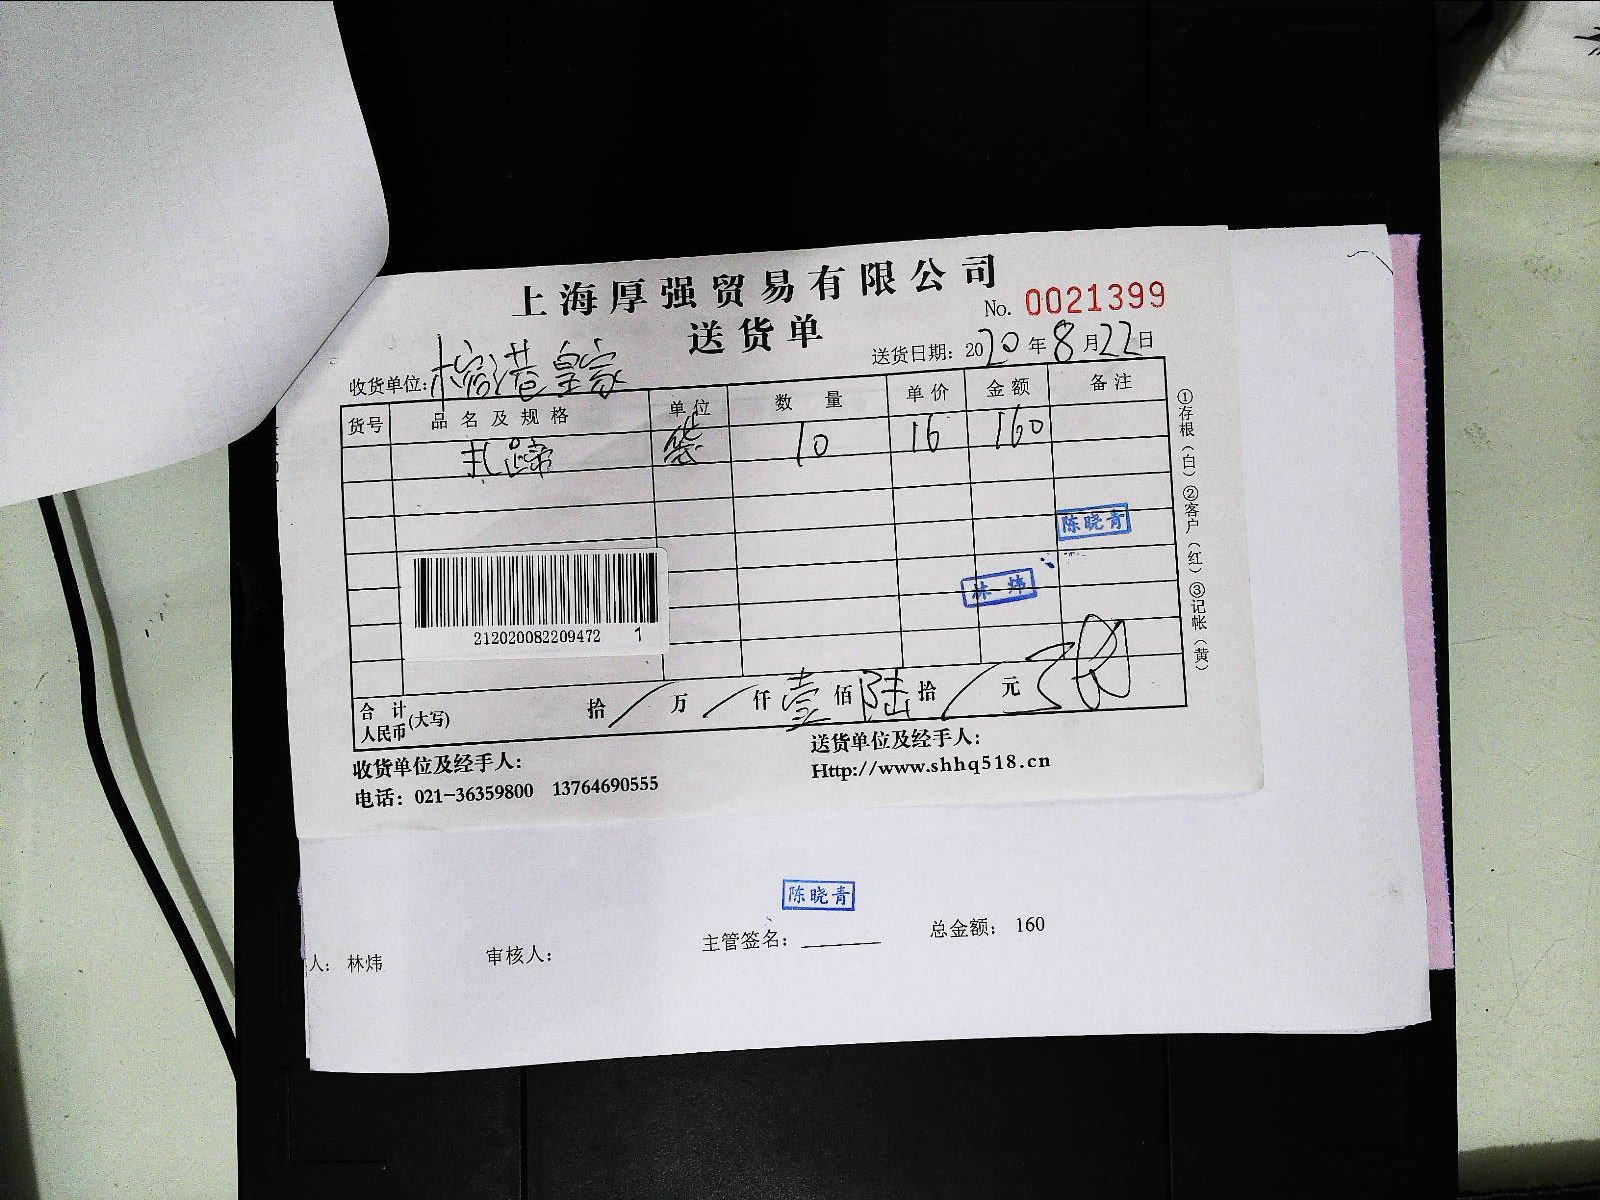 上海厚强贸易有限公司
No. 0021399
送货单
送货日期：2020年8月22日
收货单位：港皇家
货号 品名及规格 单位 数量 单价 金额 备注
袋 10 16 160
陈晓青
林炜
212020082209472 1
合计人民币(大写) 拾/万/仟壹佰陆拾/元
收货单位及经手人：
送货单位及经手人：
电话：021-36359800 13764690555
Http://www.shhq518.cn
①存根（白）②客户（红）③记帐（黄）
陈晓青
人：林炜 审核人： 主管签名： 总金额：160